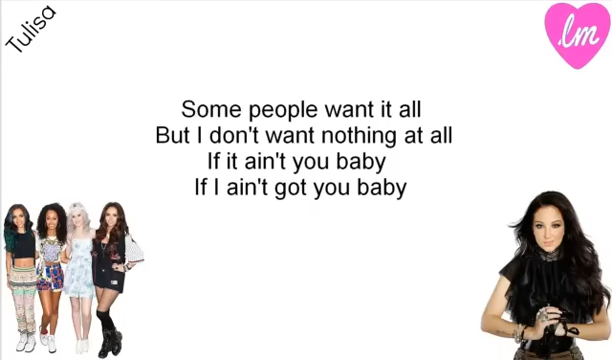 Tulisa
lm
Some people want it all
But I don't want nothing at all
If it ain't you baby
If I ain't got you baby